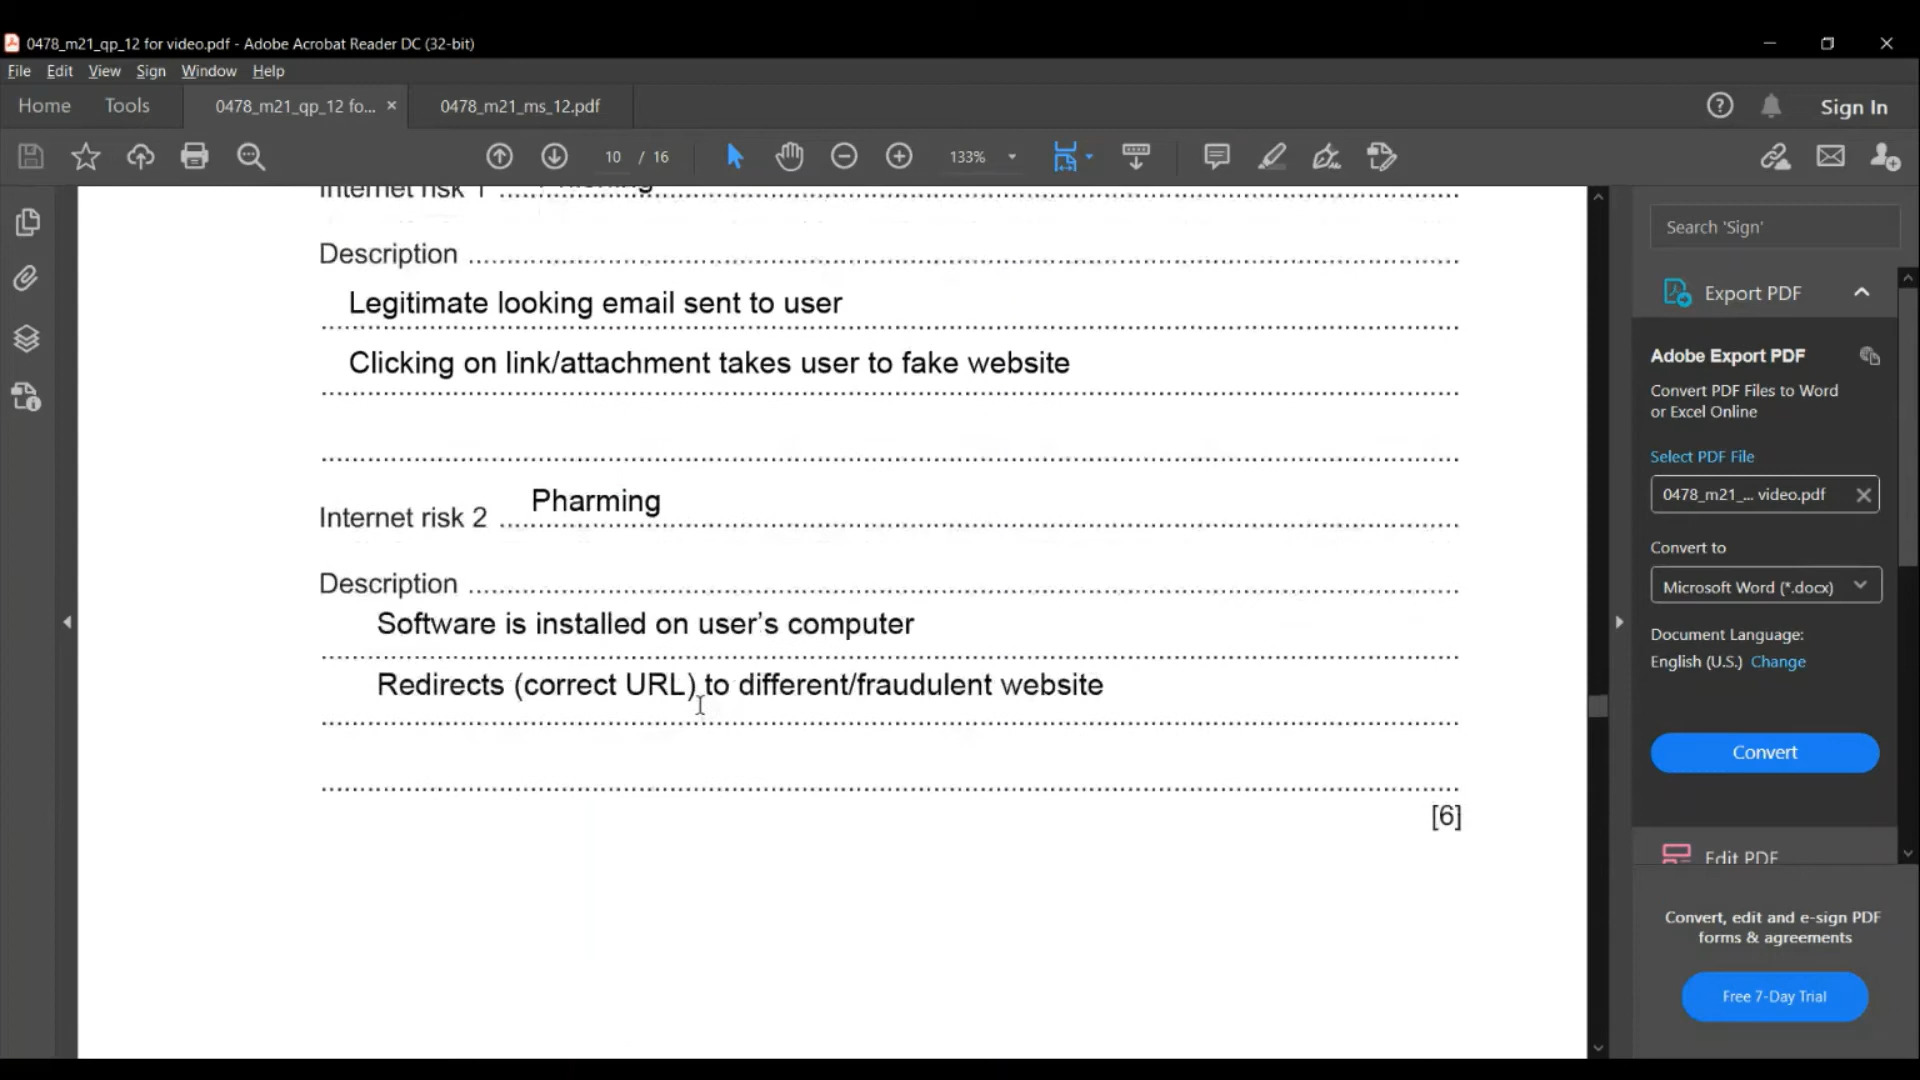 0478_m21_qp_12 for video.pdf - Adobe Acrobat Reader DC (32-bit)
File Edit View Sign Window Help
Home Tools 0478_m21_qp_12 fo... × 0478_m21_ms_12.pdf Sign In
10 / 16 133%
Internet risk 1 Phishing
Description
Legitimate looking email sent to user
Clicking on link/attachment takes user to fake website
Internet risk 2 Pharming
Description
Software is installed on user's computer
Redirects (correct URL) to different/fraudulent website
[6]
Search 'Sign'
Export PDF
Adobe Export PDF
Convert PDF Files to Word
or Excel Online
Select PDF File
0478_m21_... video.pdf
Convert to
Microsoft Word (*.docx)
Document Language:
English (U.S.) Change
Convert
Edit PDF
Convert, edit and e-sign PDF
forms & agreements
Free 7-Day Trial